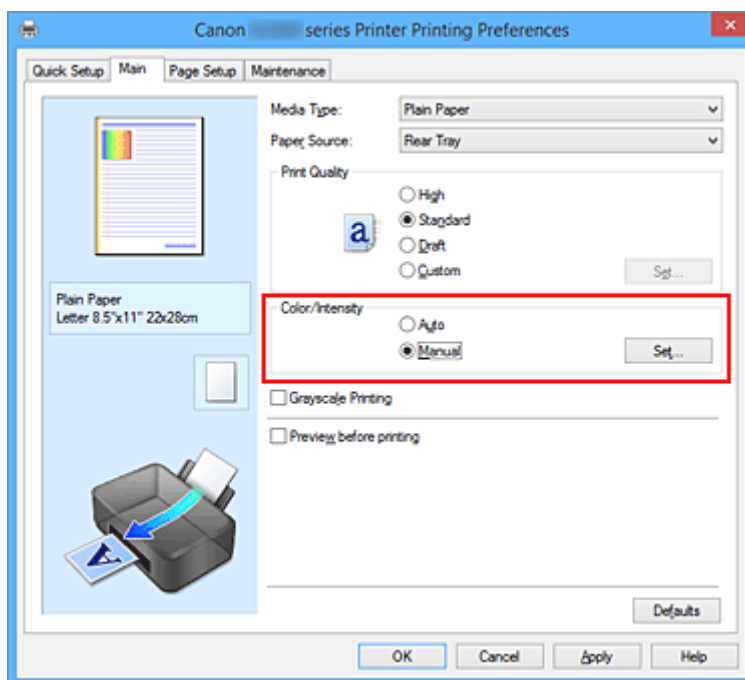 Canon series Printer Printing Preferences
Quick Setup Main Page Setup Maintenance
Media Type: Plain Paper
Paper Source: Rear Tray
Print Quality
High
Standard
Draft
Custom Set...
a
Plain Paper
Letter 8.5"x11" 22x28cm
Color/Intensity
Auto
Manual Set...
Grayscale Printing
Preview before printing
A
Defaults
OK Cancel Apply Help